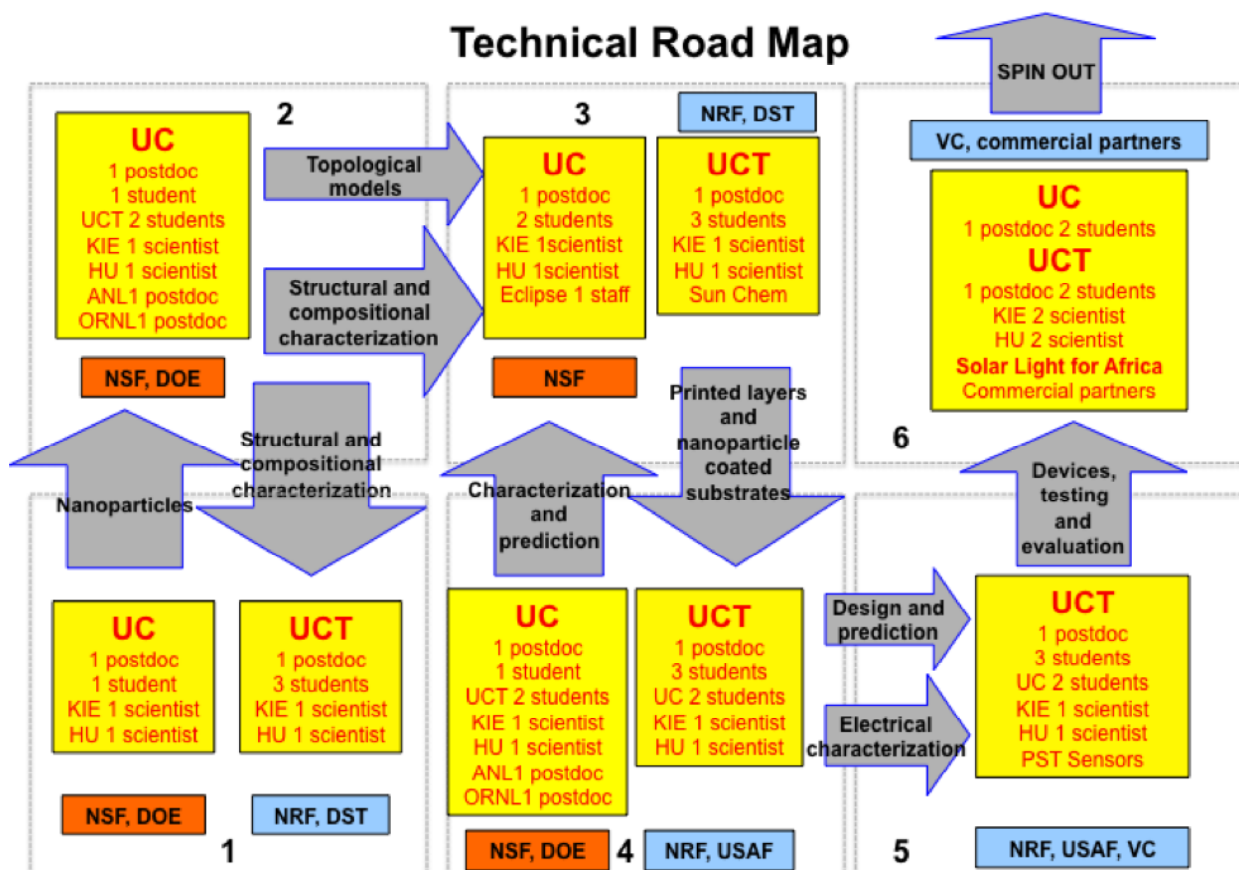 Technical Road Map
SPIN OUT
2
UC
1 postdoc
1 student
UCT 2 students
KIE 1 scientist
HU 1 scientist
ANL1 postdoc
ORNL1 postdoc
NSF, DOE
Topological
models
Structural and
compositional
characterization
3
UC
1 postdoc
2 students
KIE 1scientist
HU 1scientist
Eclipse 1 staff
NSF
NRF, DST
UCT
1 postdoc
3 students
KIE 1 scientist
HU 1 scientist
Sun Chem
VC, commercial partners
UC
1 postdoc 2 students
UCT
1 postdoc 2 students
KIE 2 scientist
HU 2 scientist
Solar Light for Africa
Commercial partners
6
Nanoparticles
Structural and
compositional
characterization
Characterization
and
prediction
Printed layers
and
nanoparticle
coated
substrates
Devices,
testing
and
evaluation
UC
1 postdoc
1 student
KIE 1 scientist
HU 1 scientist
NSF, DOE
UCT
1 postdoc
3 students
KIE 1 scientist
HU 1 scientist
NRF, DST
1
UC
1 postdoc
1 student
UCT 2 students
KIE 1 scientist
HU 1 scientist
ANL1 postdoc
ORNL1 postdoc
NSF, DOE
4
UCT
1 postdoc
3 students
UC 2 students
KIE 1 scientist
HU 1 scientist
NRF, USAF
Design and
prediction
Electrical
characterization
UCT
1 postdoc
3 students
UC 2 students
KIE 1 scientist
HU 1 scientist
PST Sensors
5
NRF, USAF, VC